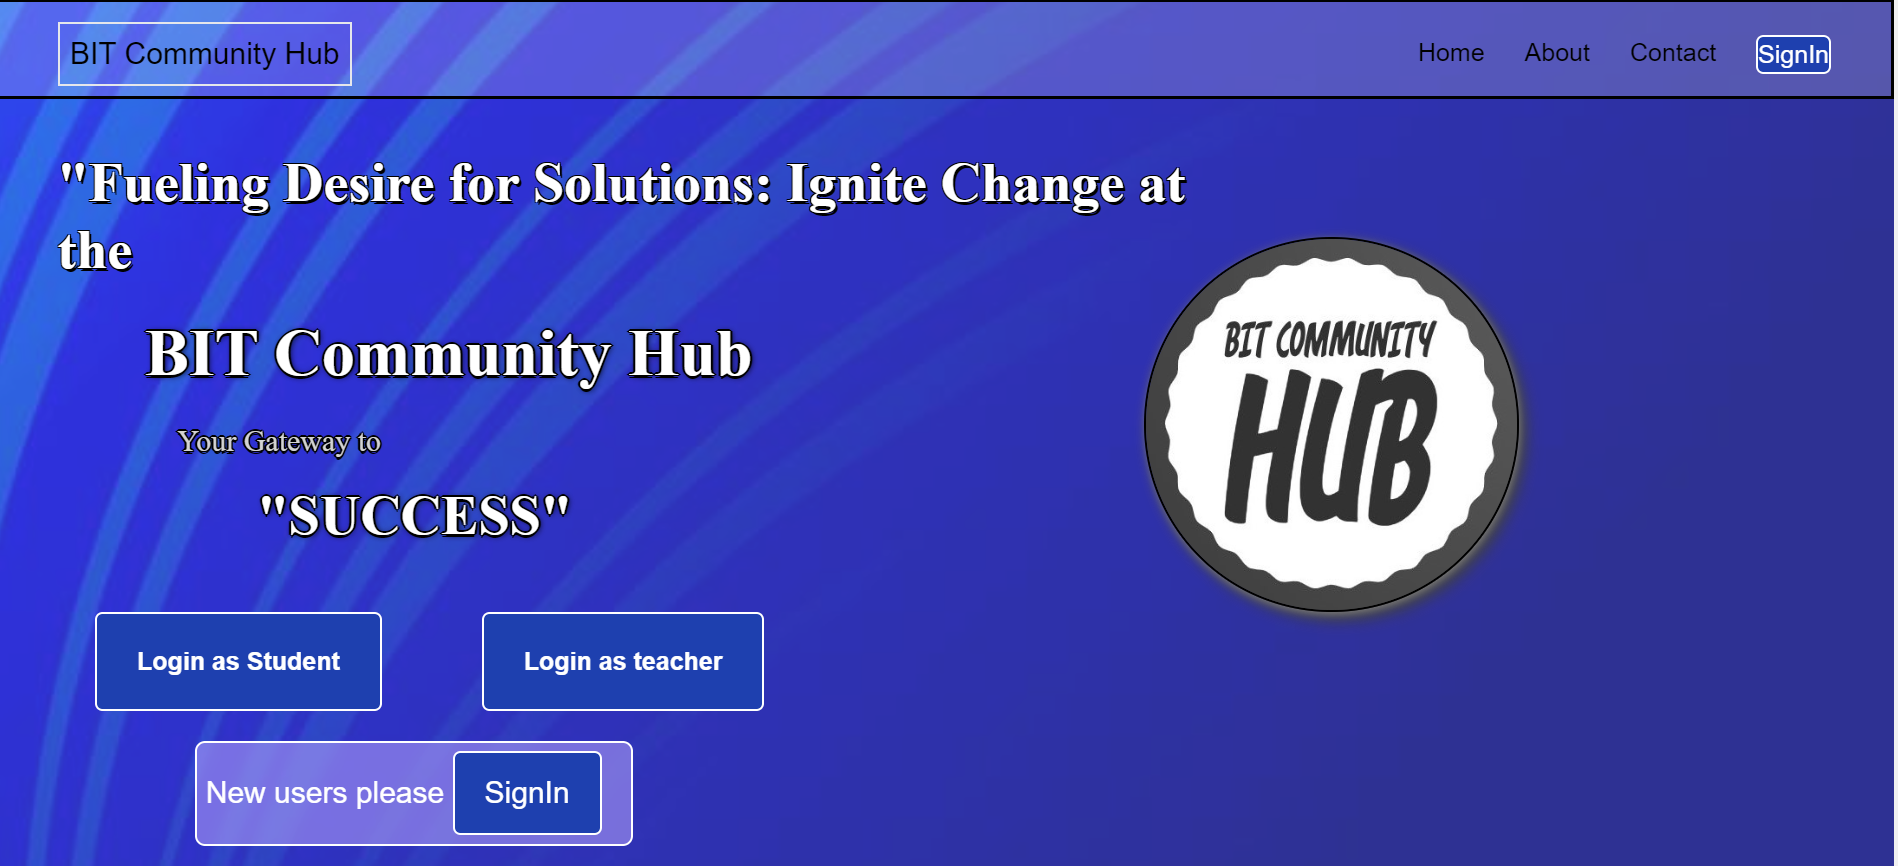 BIT Community Hub
Home
About
Contact
SignIn
"Fueling Desire for Solutions: Ignite Change at
the
BIT Community Hub
Your Gateway to
"SUCCESS"
BIT COMMUNITY
HUB
Login as Student
Login as teacher
New users please
SignIn